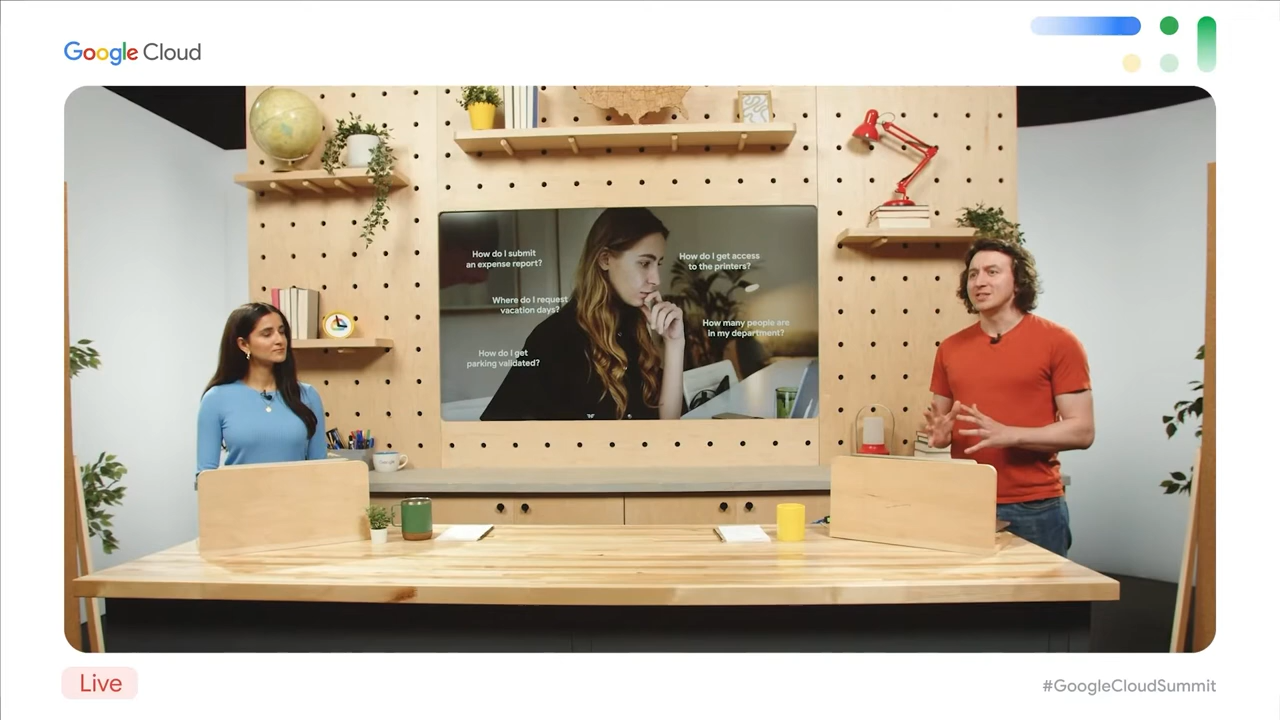 Google Cloud
How do I submit
an expense report?
How do I get access
to the printers?
Where do I request
vacation days?
How many people are
in my department?
How do I get
parking validated?
Live
#GoogleCloudSummit